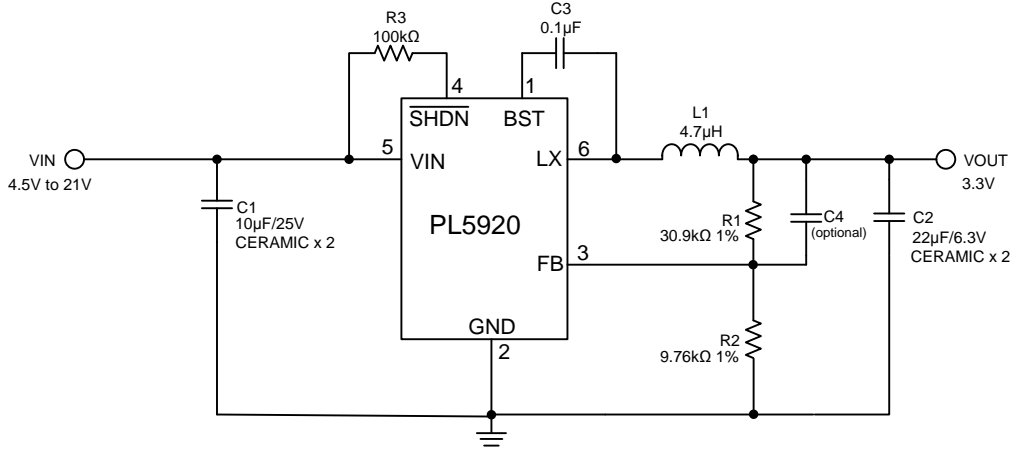 C3
0.1µF
R3
100kΩ
4
1
SHDN
BST
L1
4.7µH
VIN
4.5V to 21V
5
VIN
LX
6
VOUT
3.3V
C1
10µF/25V
CERAMIC x 2
PL5920
R1
30.9kΩ 1%
C4
(optional)
C2
22µF/6.3V
CERAMIC x 2
FB
3
GND
2
R2
9.76kΩ 1%